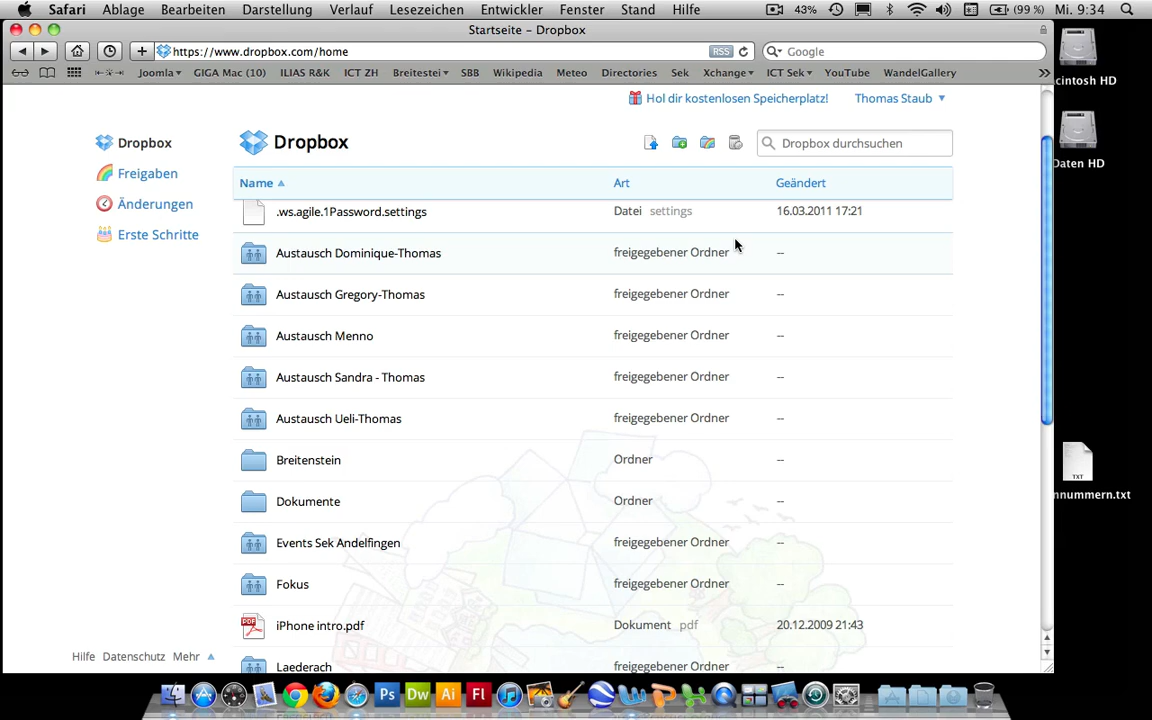 Safari Ablage Bearbeiten Darstellung Verlauf Lesezeichen Entwickler Fenster Stand Hilfe 43% (99 %) Mi. 9:34
Startseite – Dropbox
https://www.dropbox.com/home RSS Google
Joomla GIGA Mac (10) ILIAS R&K ICT ZH Breitestei SBB Wikipedia Meteo Directories Sek Xchange ICT Sek YouTube WandelGallery
Hol dir kostenlosen Speicherplatz! Thomas Staub
Dropbox
Freigaben
Änderungen
Erste Schritte
Dropbox Dropbox durchsuchen
Name Art Geändert
.ws.agile.1Password.settings Datei settings 16.03.2011 17:21
Austausch Dominique-Thomas freigegebener Ordner --
Austausch Gregory-Thomas freigegebener Ordner --
Austausch Menno freigegebener Ordner --
Austausch Sandra - Thomas freigegebener Ordner --
Austausch Ueli-Thomas freigegebener Ordner --
Breitenstein Ordner --
Dokumente Ordner --
Events Sek Andelfingen freigegebener Ordner --
Fokus freigegebener Ordner --
PDF iPhone intro.pdf Dokument pdf 20.12.2009 21:43
Laederach freigegebener Ordner --
Hilfe Datenschutz Mehr
cintosh HD
Daten HD
TXT
nnummern.txt
Ps Dw Ai Fl